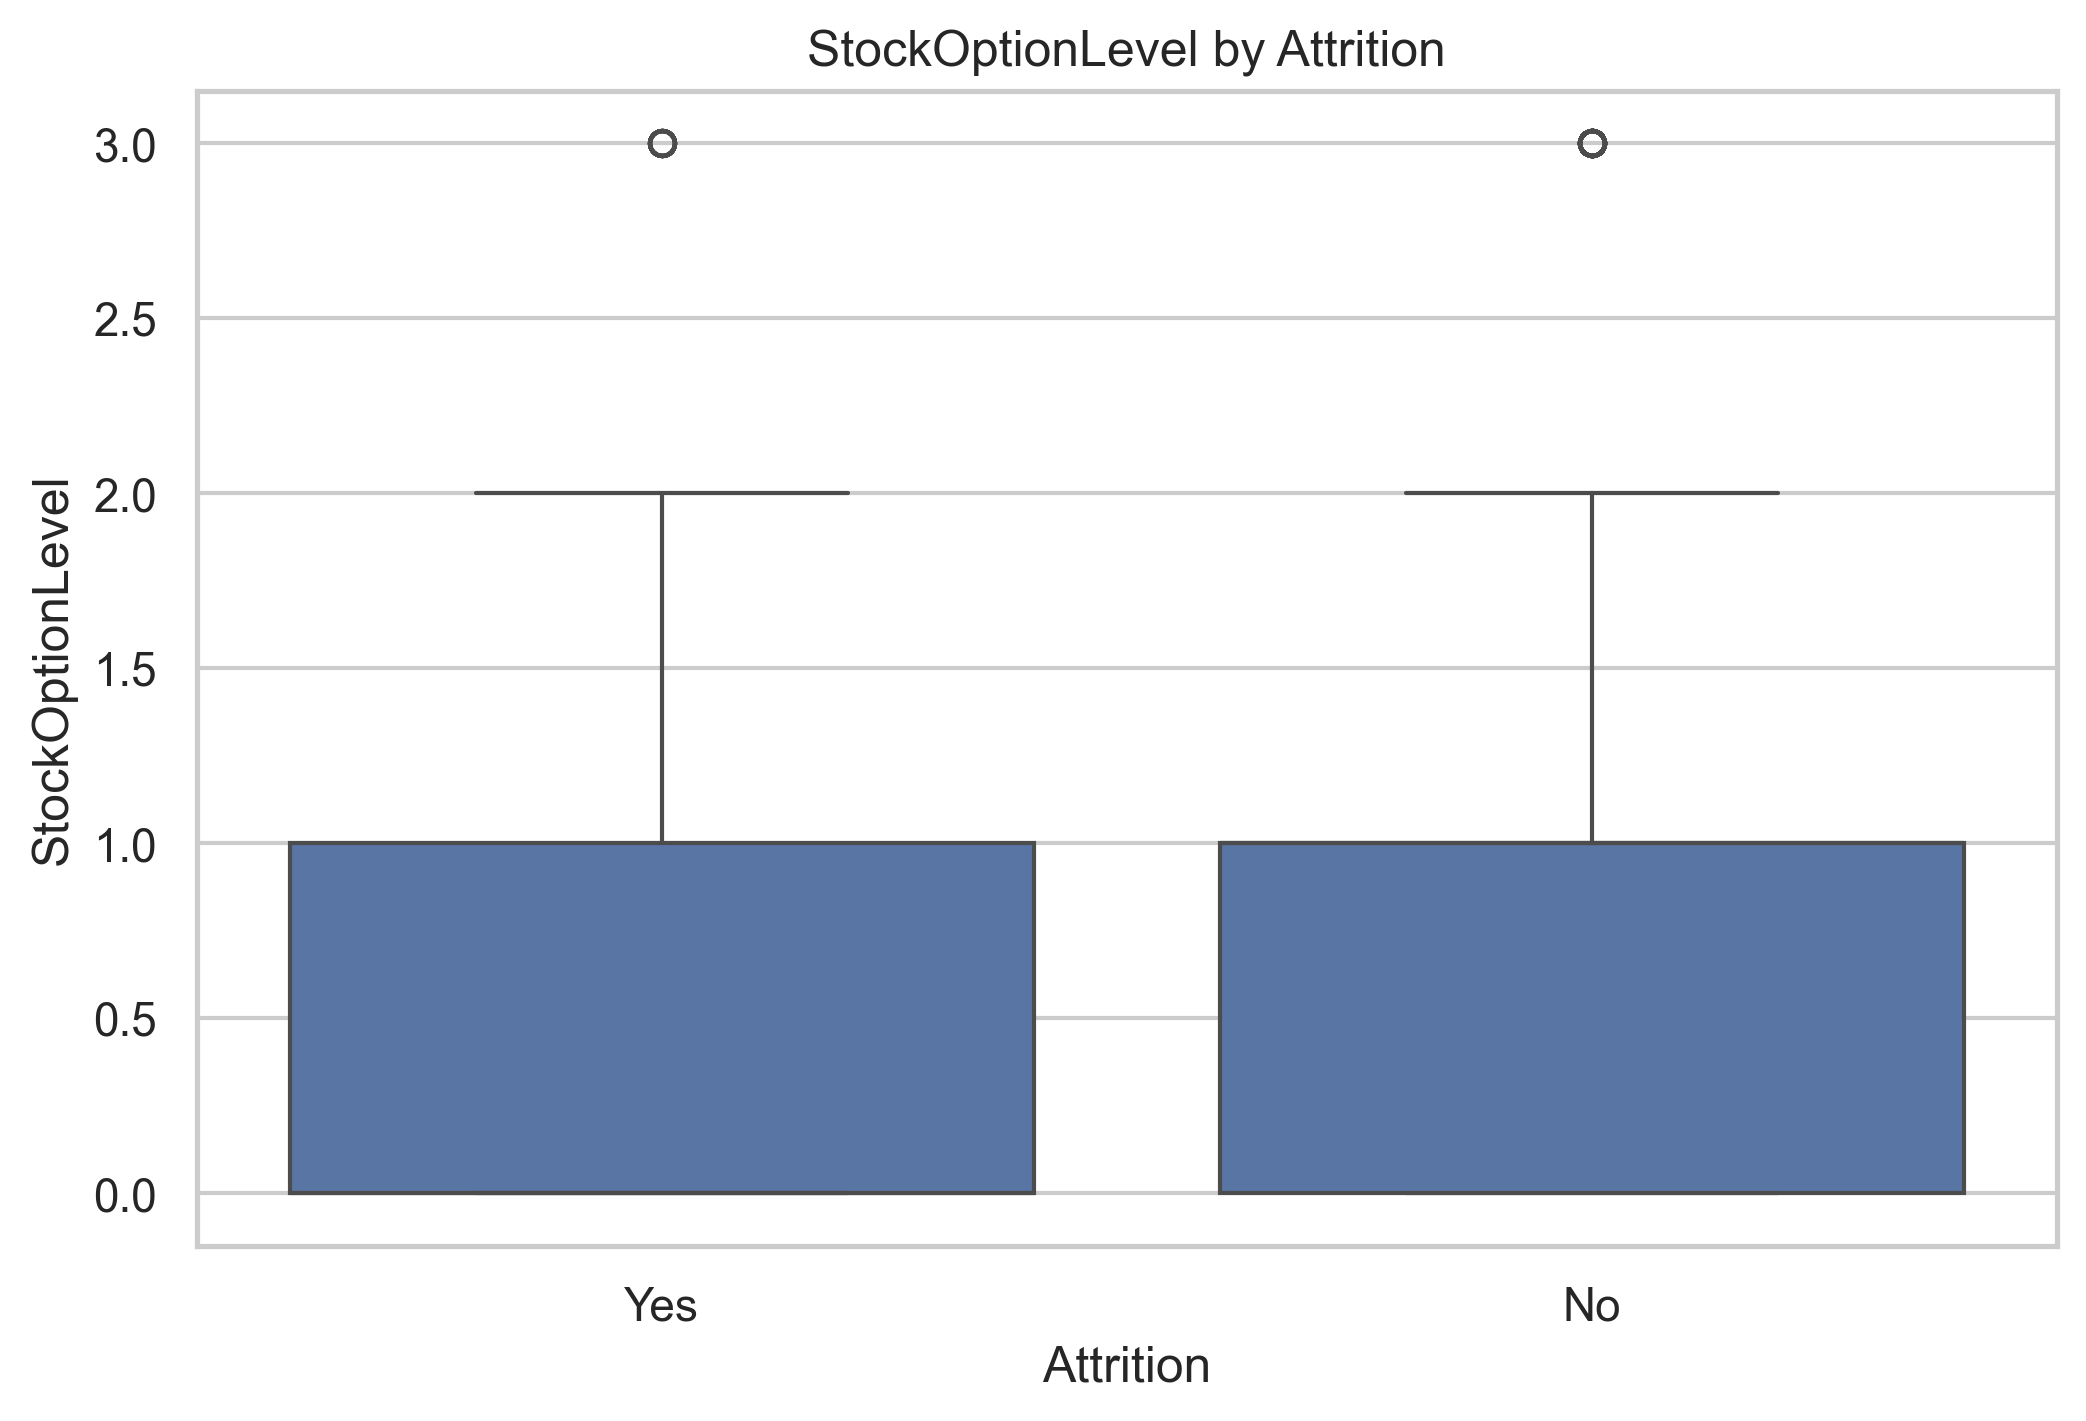 StockOptionLevel by Attrition
StockOptionLevel
3.0
2.5
2.0
1.5
1.0
0.5
0.0
Yes
No
Attrition